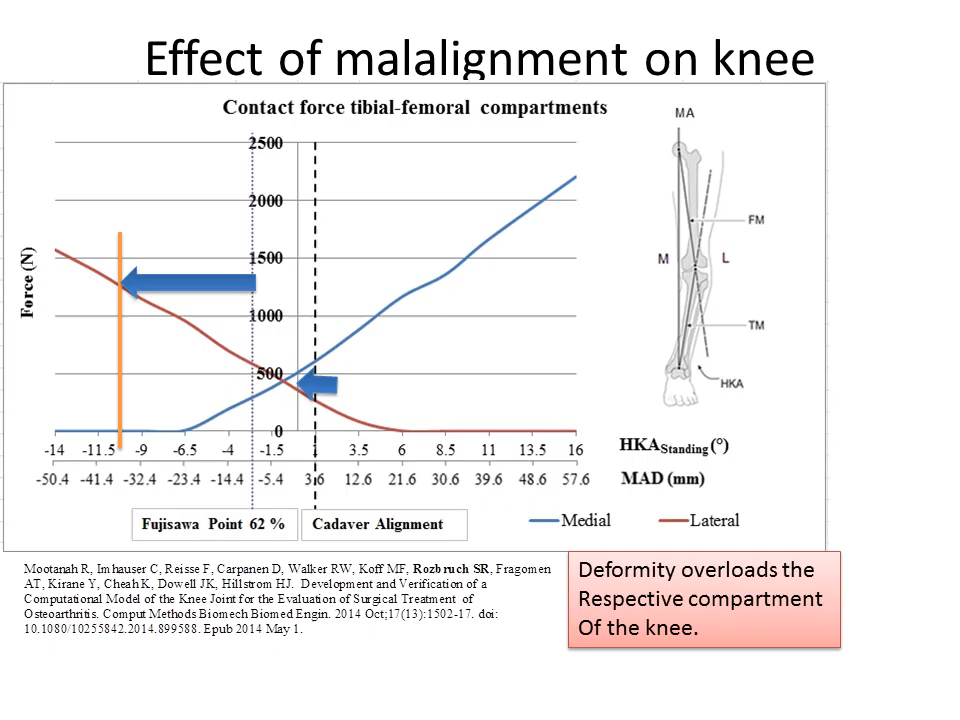 Effect of malalignment on knee
Contact force tibial-femoral compartments
MA
FM
M
L
TM
HKA
Force (N)
2500
2000
1500
1000
500
0
-14 -11.5 -9 -6.5 -4 -1.5 1 3.5 6 8.5 11 13.5 16
HKAStanding (°)
-50.4 -41.4 -32.4 -23.4 -14.4 -5.4 3.6 12.6 21.6 30.6 39.6 48.6 57.6
MAD (mm)
Fujisawa Point 62 %
Cadaver Alignment
Medial
Lateral
Mootanah R, Imhauser C, Reisse F, Carpanen D, Walker RW, Koff MF, Rozbruch SR, Fragomen
AT, Kirane Y, Cheah K, Dowell JK, Hillstrom HJ. Development and Verification of a
Computational Model of the Knee Joint for the Evaluation of Surgical Treatment of
Osteoarthritis. Comput Methods Biomech Biomed Engin. 2014 Oct;17(13):1502-17. doi:
10.1080/10255842.2014.899588. Epub 2014 May 1.
Deformity overloads the
Respective compartment
Of the knee.